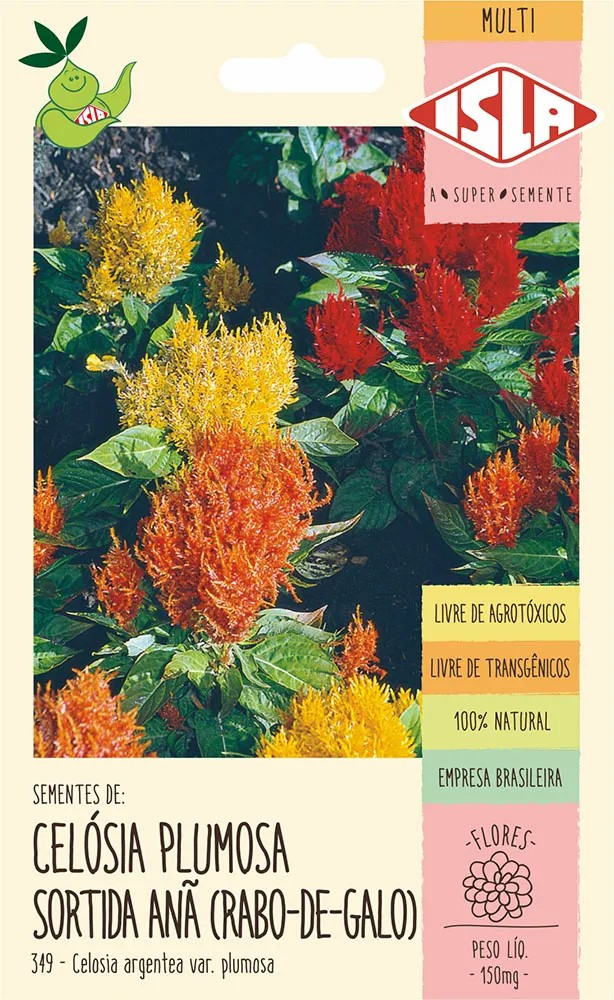 MULTI
ISLA
ISLA
A SUPER SEMENTE
LIVRE DE AGROTÓXICOS
LIVRE DE TRANSGÊNICOS
100% NATURAL
EMPRESA BRASILEIRA
SEMENTES DE:
CELÓSIA PLUMOSA
SORTIDA ANÃ (RABO-DE-GALO)
349 - Celosia argentea var. plumosa
-FLORES-
PESO LÍQ.
- 150mg -